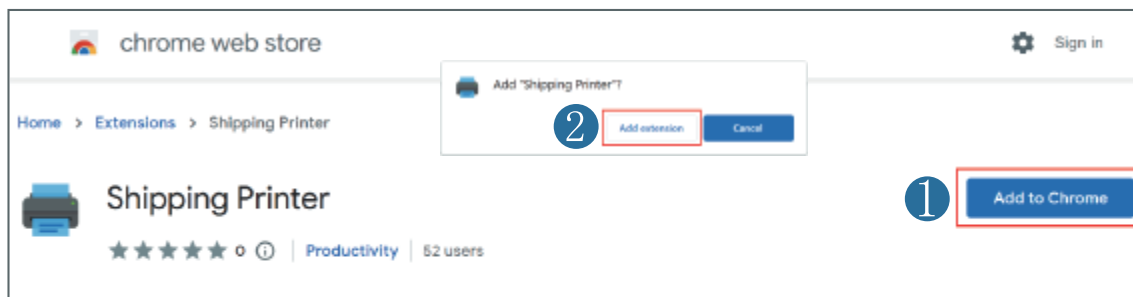 chrome web store
Sign in
Add "Shipping Printer"?
2 Add extension Cancel
Home > Extensions > Shipping Printer
Shipping Printer
1 Add to Chrome
0 Productivity 52 users